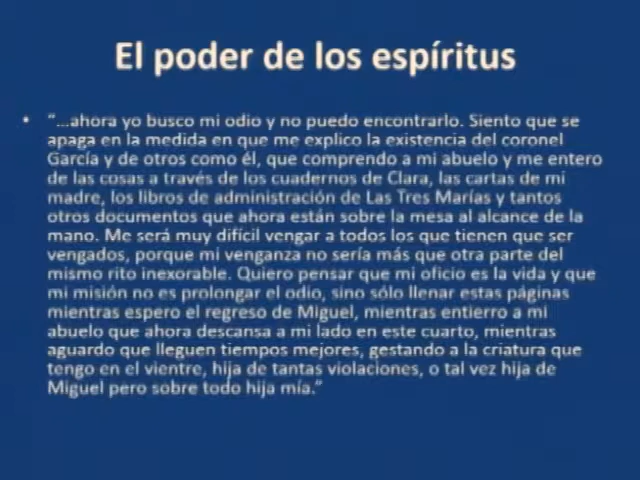 El poder de los espíritus
• "...ahora yo busco mi odio y no puedo encontrarlo. Siento que se
apaga en la medida en que me explico la existencia del coronel
García y de otros como él, que comprendo a mi abuelo y me entero
de las cosas a través de los cuadernos de Clara, las cartas de mi
madre, los libros de administración de Las Tres Marías y tantos
otros documentos que ahora están sobre la mesa al alcance de la
mano. Me será muy difícil vengar a todos los que tienen que ser
vengados, porque mi venganza no sería más que otra parte del
mismo rito inexorable. Quiero pensar que mi oficio es la vida y que
mi misión no es prolongar el odio, sino sólo llenar estas páginas
mientras espero el regreso de Miguel, mientras entierro a mi
abuelo que ahora descansa a mi lado en este cuarto, mientras
aguardo que lleguen tiempos mejores, gestando a la criatura que
tengo en el vientre, hija de tantas violaciones, o tal vez hija de
Miguel pero sobre todo hija mía."